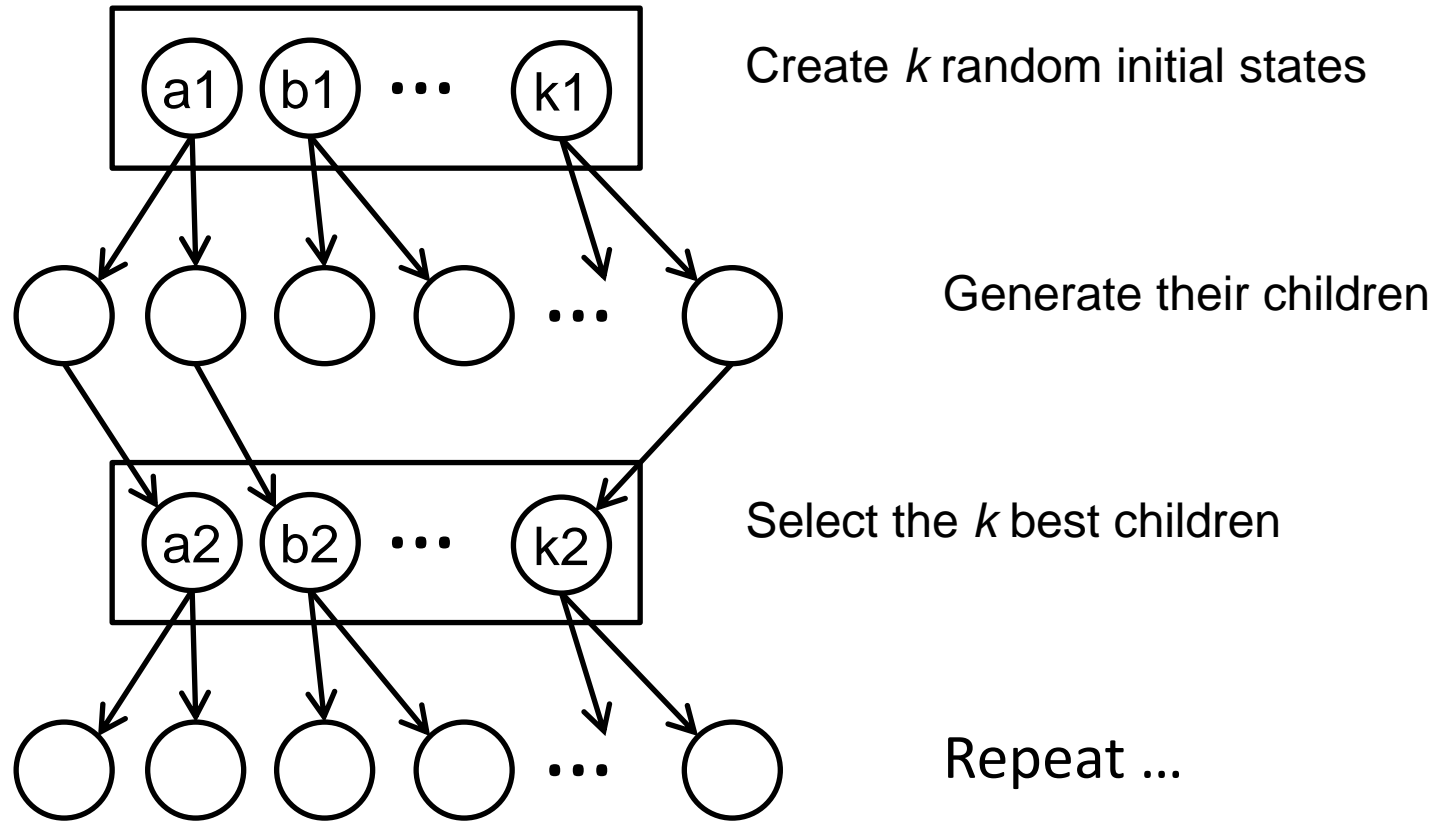 a1 b1 ... k1 Create k random initial states
... Generate their children
a2 b2 ... k2 Select the k best children
... Repeat ...